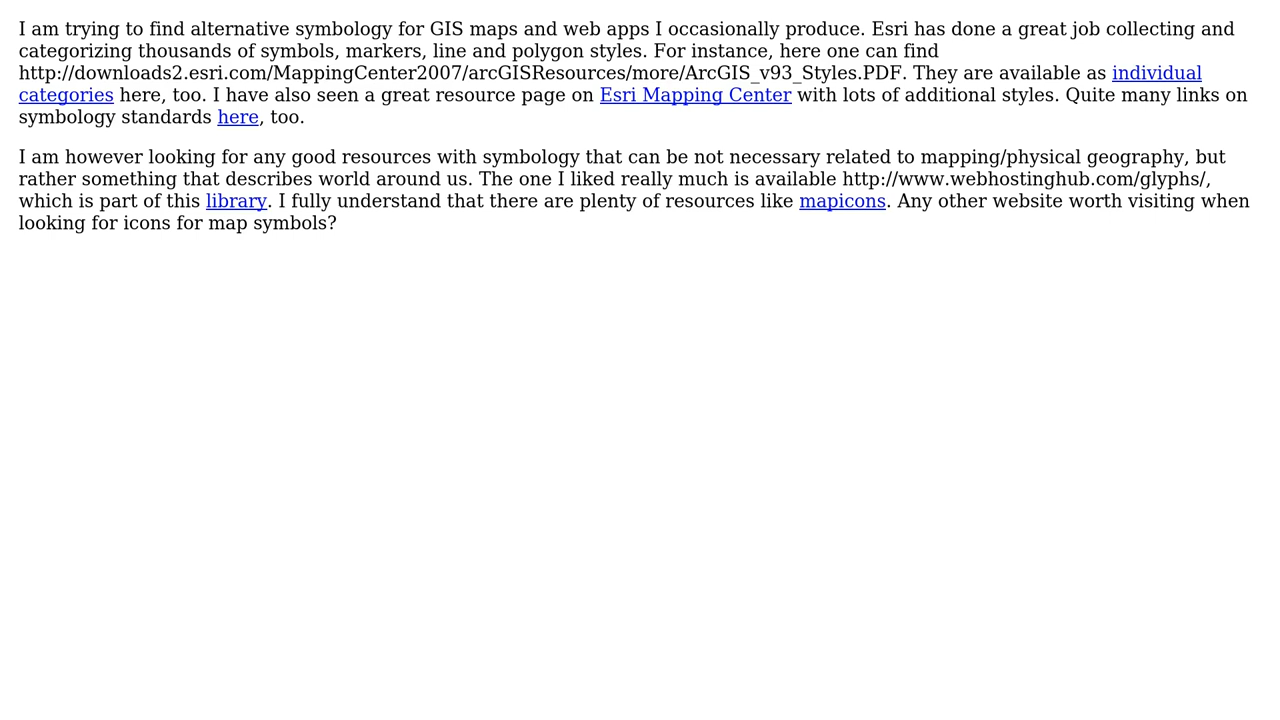 I am trying to find alternative symbology for GIS maps and web apps I occasionally produce. Esri has done a great job collecting and
categorizing thousands of symbols, markers, line and polygon styles. For instance, here one can find
http://downloads2.esri.com/MappingCenter2007/arcGISResources/more/ArcGIS_v93_Styles.PDF. They are available as individual
categories here, too. I have also seen a great resource page on Esri Mapping Center with lots of additional styles. Quite many links on
symbology standards here, too.
I am however looking for any good resources with symbology that can be not necessary related to mapping/physical geography, but
rather something that describes world around us. The one I liked really much is available http://www.webhostinghub.com/glyphs/,
which is part of this library. I fully understand that there are plenty of resources like mapicons. Any other website worth visiting when
looking for icons for map symbols?